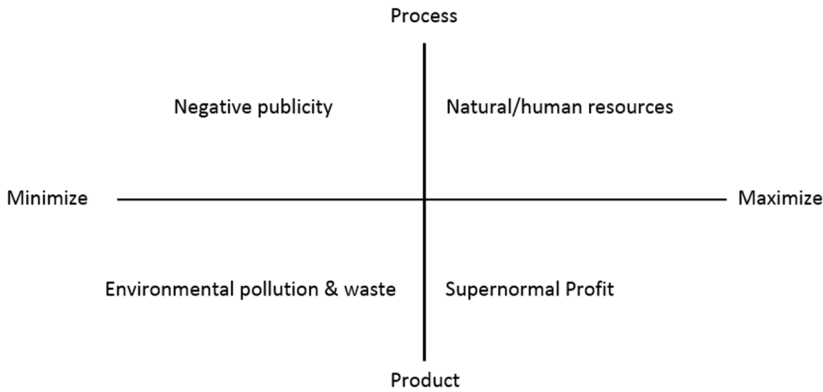 Process
Negative publicity
Natural/human resources
Minimize
Maximize
Environmental pollution & waste
Supernormal Profit
Product